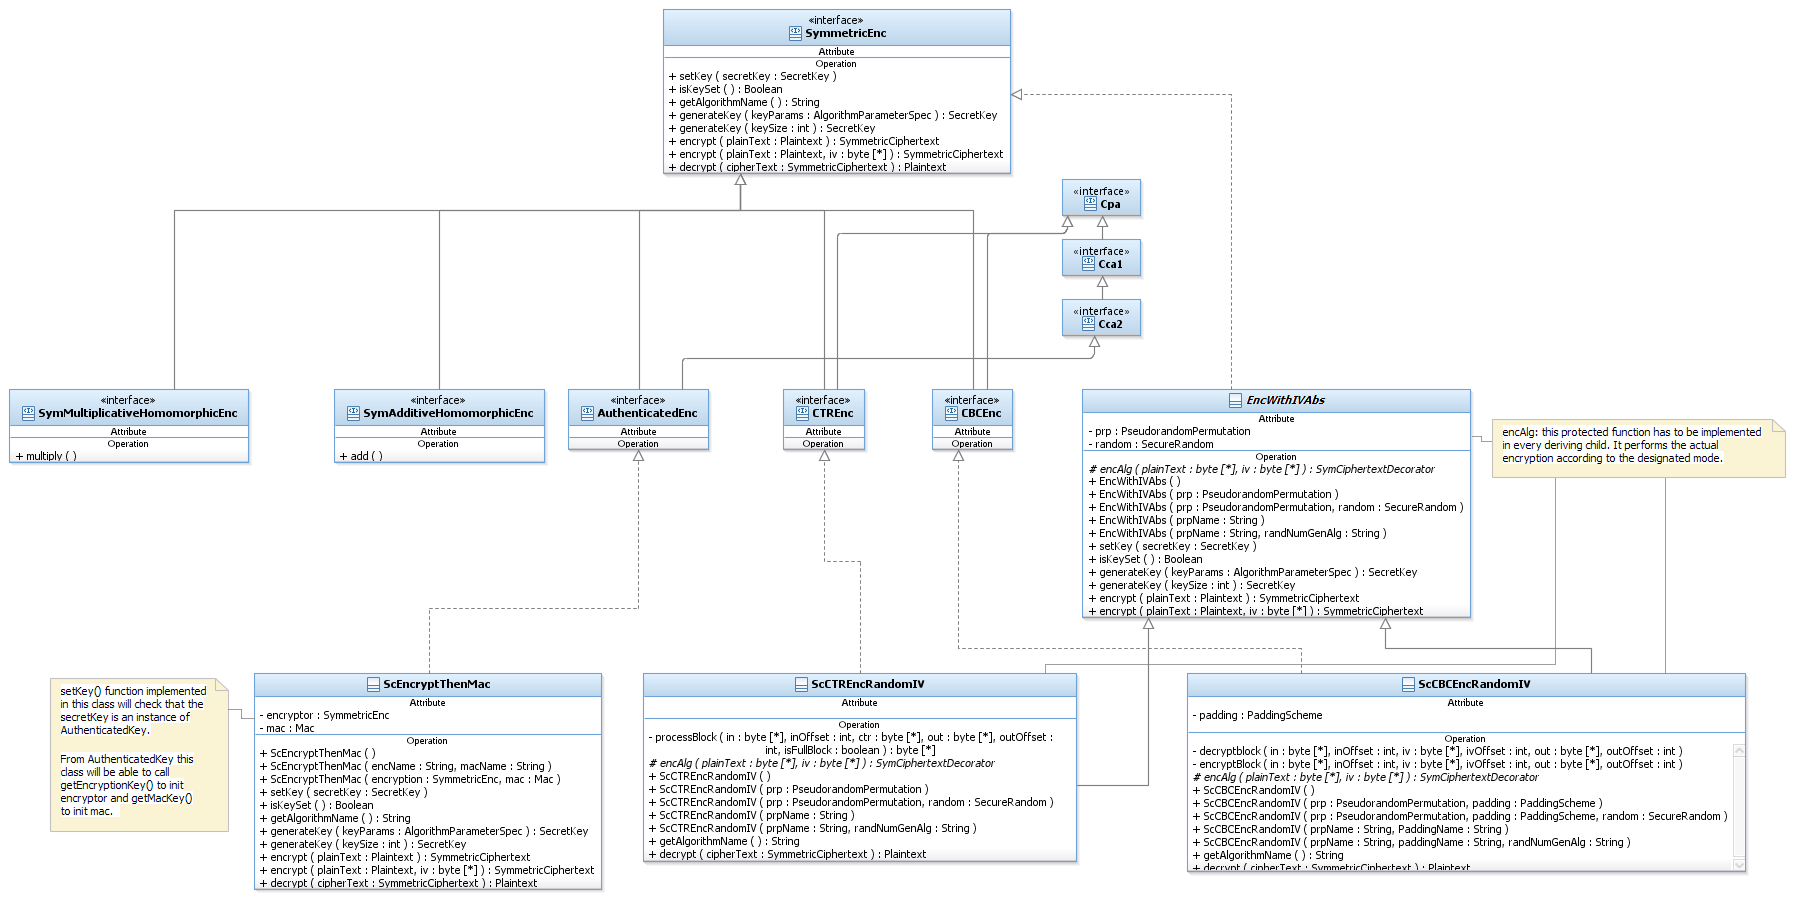 «interface»
SymmetricEnc
Attribute
Operation
+ setKey ( secretKey : SecretKey )
+ isKeySet ( ) : Boolean
+ getAlgorithmName ( ) : String
+ generateKey ( keyParams : AlgorithmParameterSpec ) : SecretKey
+ generateKey ( keySize : int ) : SecretKey
+ encrypt ( plainText : Plaintext ) : SymmetricCiphertext
+ encrypt ( plainText : Plaintext, iv : byte [*] ) : SymmetricCiphertext
+ decrypt ( cipherText : SymmetricCiphertext ) : Plaintext
«interface»
Cpa
«interface»
Cca1
«interface»
Cca2
«interface»
SymMultiplicativeHomomorphicEnc
Attribute
Operation
+ multiply ( )
«interface»
SymAdditiveHomomorphicEnc
Attribute
Operation
+ add ( )
«interface»
AuthenticatedEnc
Attribute
Operation
«interface»
CTREnc
Attribute
Operation
«interface»
CBCEnc
Attribute
Operation
EncWithIVAbs
Attribute
- prp : PseudorandomPermutation
- random : SecureRandom
Operation
# encAlg ( plainText : byte [*], iv : byte [*] ) : SymCiphertextDecorator
+ EncWithIVAbs ( )
+ EncWithIVAbs ( prp : PseudorandomPermutation )
+ EncWithIVAbs ( prp : PseudorandomPermutation, random : SecureRandom )
+ EncWithIVAbs ( prpName : String )
+ EncWithIVAbs ( prpName : String, randNumGenAlg : String )
+ setKey ( secretKey : SecretKey )
+ isKeySet ( ) : Boolean
+ generateKey ( keyParams : AlgorithmParameterSpec ) : SecretKey
+ generateKey ( keySize : int ) : SecretKey
+ encrypt ( plainText : Plaintext ) : SymmetricCiphertext
+ encrypt ( plainText : Plaintext, iv : byte [*] ) : SymmetricCiphertext
encAlg: this protected function has to be implemented
in every deriving child. It performs the actual
encryption according to the designated mode.
setKey() function implemented
in this class will check that the
secretKey is an instance of
AuthenticatedKey.
From AuthenticatedKey this
class will be able to call
getEncryptionKey() to init
encryptor and getMacKey()
to init mac.
ScEncryptThenMac
Attribute
- encryptor : SymmetricEnc
- mac : Mac
Operation
+ ScEncryptThenMac ( )
+ ScEncryptThenMac ( encName : String, macName : String )
+ ScEncryptThenMac ( encryption : SymmetricEnc, mac : Mac )
+ setKey ( secretKey : SecretKey )
+ isKeySet ( ) : Boolean
+ getAlgorithmName ( ) : String
+ generateKey ( keyParams : AlgorithmParameterSpec ) : SecretKey
+ generateKey ( keySize : int ) : SecretKey
+ encrypt ( plainText : Plaintext ) : SymmetricCiphertext
+ encrypt ( plainText : Plaintext, iv : byte [*] ) : SymmetricCiphertext
+ decrypt ( cipherText : SymmetricCiphertext ) : Plaintext
ScCTREncRandomIV
Attribute
Operation
- processBlock ( in : byte [*], inOffset : int, ctr : byte [*], out : byte [*], outOffset :
int, isFullBlock : boolean ) : byte [*]
# encAlg ( plainText : byte [*], iv : byte [*] ) : SymCiphertextDecorator
+ ScCTREncRandomIV ( )
+ ScCTREncRandomIV ( prp : PseudorandomPermutation )
+ ScCTREncRandomIV ( prp : PseudorandomPermutation, random : SecureRandom )
+ ScCTREncRandomIV ( prpName : String )
+ ScCTREncRandomIV ( prpName : String, randNumGenAlg : String )
+ getAlgorithmName ( ) : String
+ decrypt ( cipherText : SymmetricCiphertext ) : Plaintext
ScCBCEncRandomIV
Attribute
- padding : PaddingScheme
Operation
- decryptblock ( in : byte [*], inOffset : int, iv : byte [*], ivOffset : int, out : byte [*], outOffset : int )
- encryptBlock ( in : byte [*], inOffset : int, iv : byte [*], ivOffset : int, out : byte [*], outOffset : int )
# encAlg ( plainText : byte [*], iv : byte [*] ) : SymCiphertextDecorator
+ ScCBCEncRandomIV ( )
+ ScCBCEncRandomIV ( prp : PseudorandomPermutation, padding : PaddingScheme )
+ ScCBCEncRandomIV ( prp : PseudorandomPermutation, padding : PaddingScheme, random : SecureRandom )
+ ScCBCEncRandomIV ( prpName : String, PaddingName : String )
+ ScCBCEncRandomIV ( prpName : String, paddingName : String, randNumGenAlg : String )
+ getAlgorithmName ( ) : String
+ decrypt ( cipherText : SymmetricCiphertext ) : Plaintext